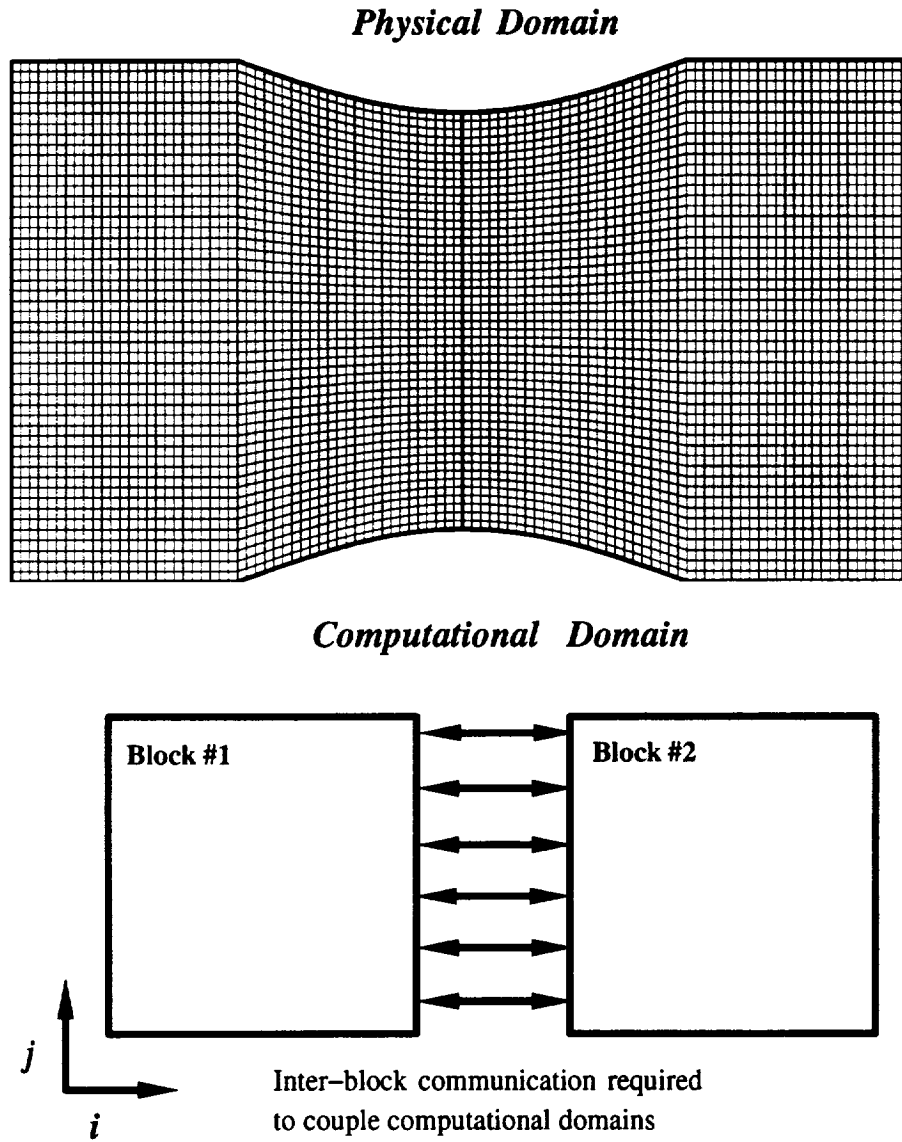 Physical Domain
Computational Domain
Block #1
Block #2
j
i
Inter-block communication required
to couple computational domains